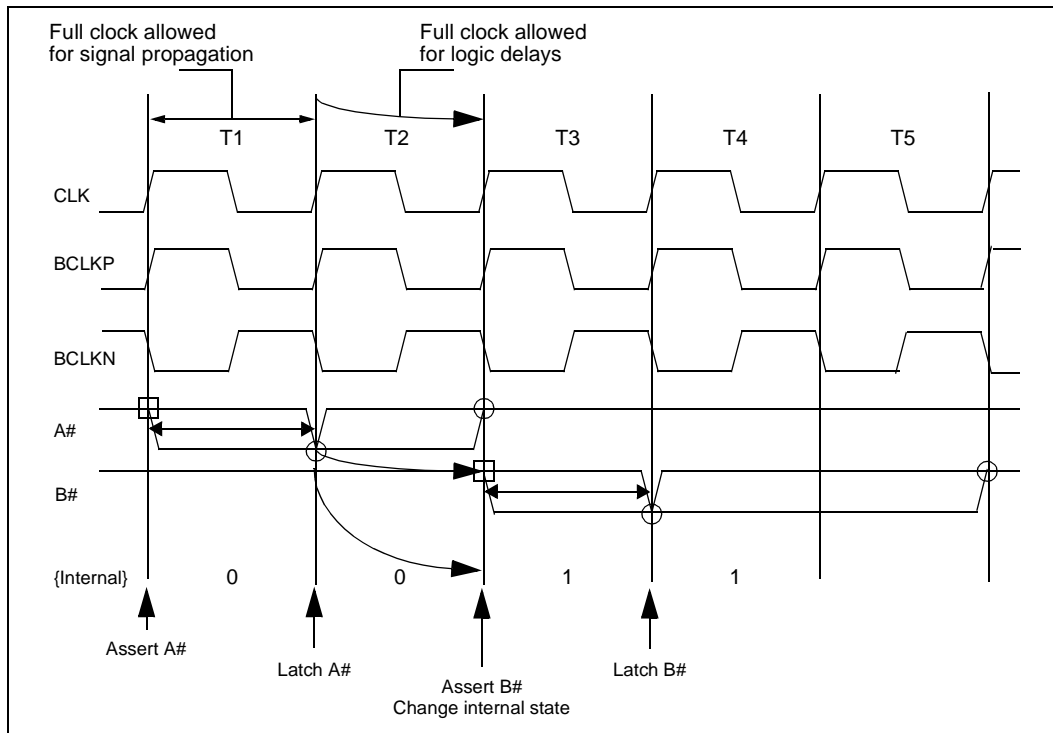 Full clock allowed
for signal propagation
Full clock allowed
for logic delays
T1
T2
T3
T4
T5
CLK
BCLKP
BCLKN
A#
B#
{Internal}
0
0
1
1
Assert A#
Latch A#
Assert B#
Change internal state
Latch B#